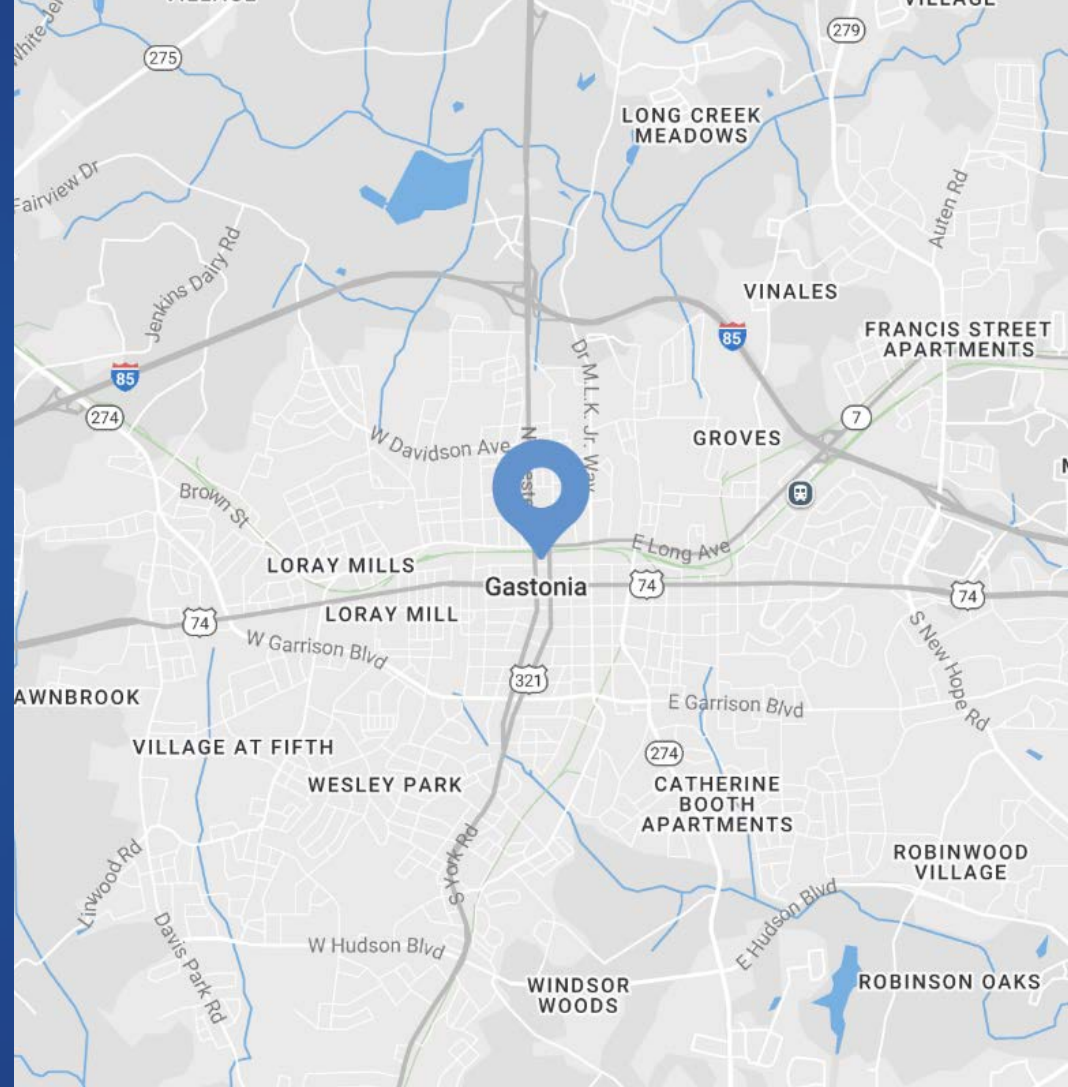 VILLAGE
279
White Jen
275
LONG CREEK
MEADOWS
Fairview Dr
Auten Rd
Jenkins Dairy Rd
VINALES
FRANCIS STREET
APARTMENTS
85
85
Dr M.L.K. Jr. Way
274
7
W Davidson Ave
N
GROVES
Brown St
E Long Ave
LORAY MILLS
Gastonia
74
74
LORAY MILL
74
W Garrison Blvd
S New Hope Rd
321
AWNBROOK
E Garrison Blvd
VILLAGE AT FIFTH
274
WESLEY PARK
CATHERINE
BOOTH
APARTMENTS
S York Rd
ROBINWOOD
VILLAGE
Linwood Rd
E Hudson Blvd
Davis Park Rd
W Hudson Blvd
WINDSOR
WOODS
ROBINSON OAKS